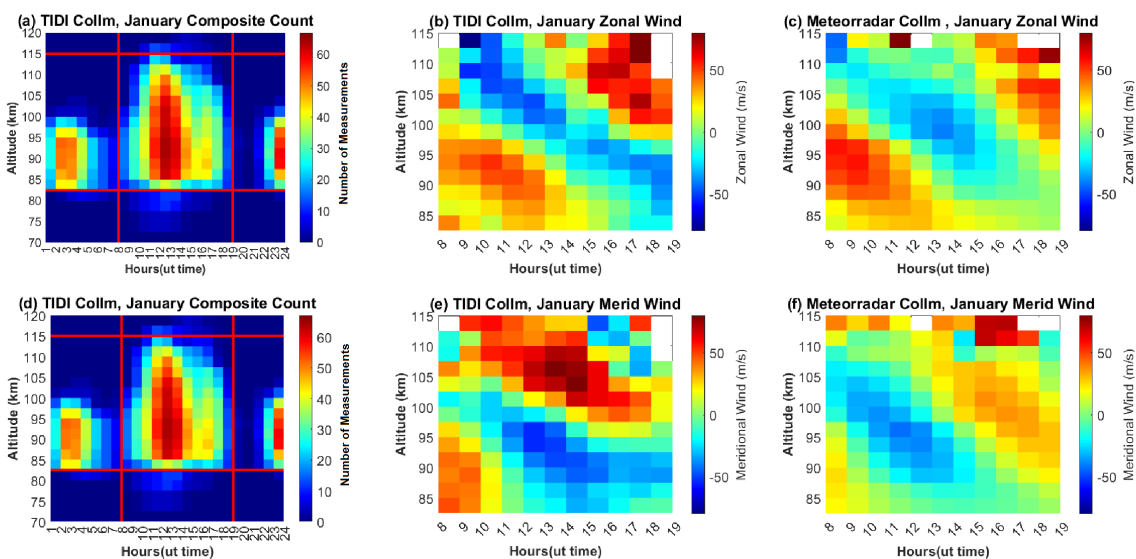 (a) TIDI Collm, January Composite Count
120
115
110
105
100
95
90
85
80
75
70
Altitude (km)
1 2 3 4 5 6 7 8 9 10 11 12 13 14 15 16 17 18 19 20 21 22 23 24
Hours(ut time)
60
50
40
30
20
10
0
Number of Measurements
(b) TIDI Collm, January Zonal Wind
115
110
105
100
95
90
85
Altitude (km)
8 9 10 11 12 13 14 15 16 17 18 19
Hours(ut time)
50
0
-50
Zonal Wind (m/s)
(c) Meteorradar Collm , January Zonal Wind
115
110
105
100
95
90
85
Altitude (km)
8 9 10 11 12 13 14 15 16 17 18 19
Hours(ut time)
50
0
-50
Zonal Wind (m/s)
(d) TIDI Collm, January Composite Count
120
115
110
105
100
95
90
85
80
75
70
Altitude (km)
1 2 3 4 5 6 7 8 9 10 11 12 13 14 15 16 17 18 19 20 21 22 23 24
Hours(ut time)
60
50
40
30
20
10
0
Number of Measurements
(e) TIDI Collm, January Merid Wind
115
110
105
100
95
90
85
Altitude (km)
8 9 10 11 12 13 14 15 16 17 18 19
Hours(ut time)
50
0
-50
Meridional Wind (m/s)
(f) Meteorradar Collm, January Merid Wind
115
110
105
100
95
90
85
Altitude (km)
8 9 10 11 12 13 14 15 16 17 18 19
Hours(ut time)
50
0
-50
Meridional Wind (m/s)